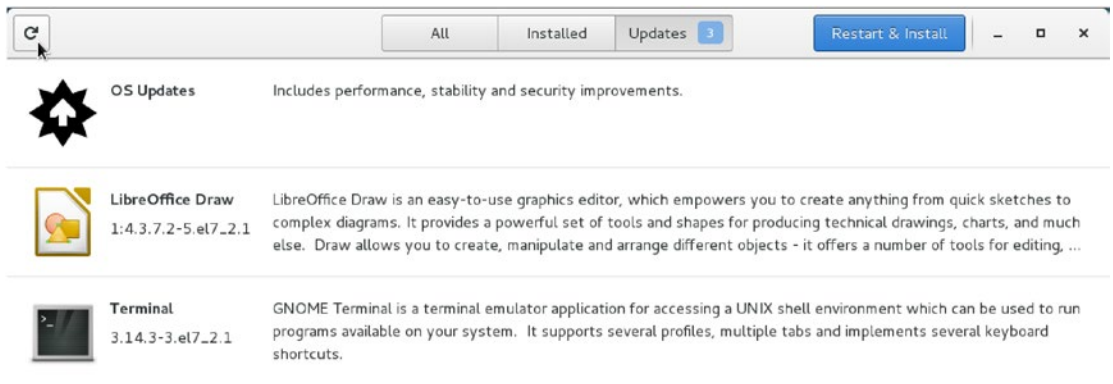 All Installed Updates 3 Restart & Install
OS Updates Includes performance, stability and security improvements.
LibreOffice Draw LibreOffice Draw is an easy-to-use graphics editor, which empowers you to create anything from quick sketches to
1:4.3.7.2-5.el7_2.1 complex diagrams. It provides a powerful set of tools and shapes for producing technical drawings, charts, and much
else. Draw allows you to create, manipulate and arrange different objects - it offers a number of tools for editing, ...
Terminal GNOME Terminal is a terminal emulator application for accessing a UNIX shell environment which can be used to run
3.14.3-3.el7_2.1 programs available on your system. It supports several profiles, multiple tabs and implements several keyboard
shortcuts.